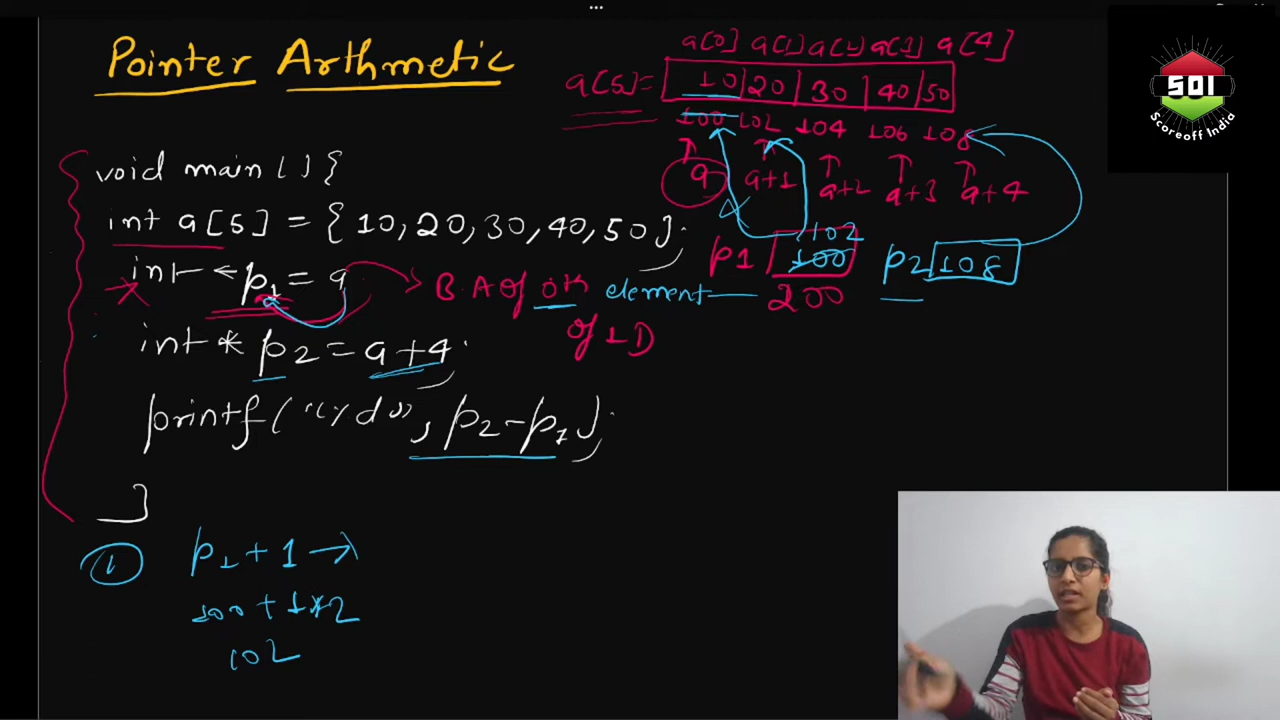 Pointer Arthmetic
a[0] a[1] a[2] a[1] a[4]
a[5] = 10 20 30 40 50
100 102 104 106 108
a a+1 a+2 a+3 a+4
void main() {
int a[5] = { 10, 20, 30, 40, 50 };
int * p1 = a
B.A of 0th element
of 1 D
p1 102
100
200
p2 108
int * p2 = a + 4;
printf("%d", p2 - p1);
}
1 p1 + 1 →
100 + 1*2
102
SOI
Scoreoff India